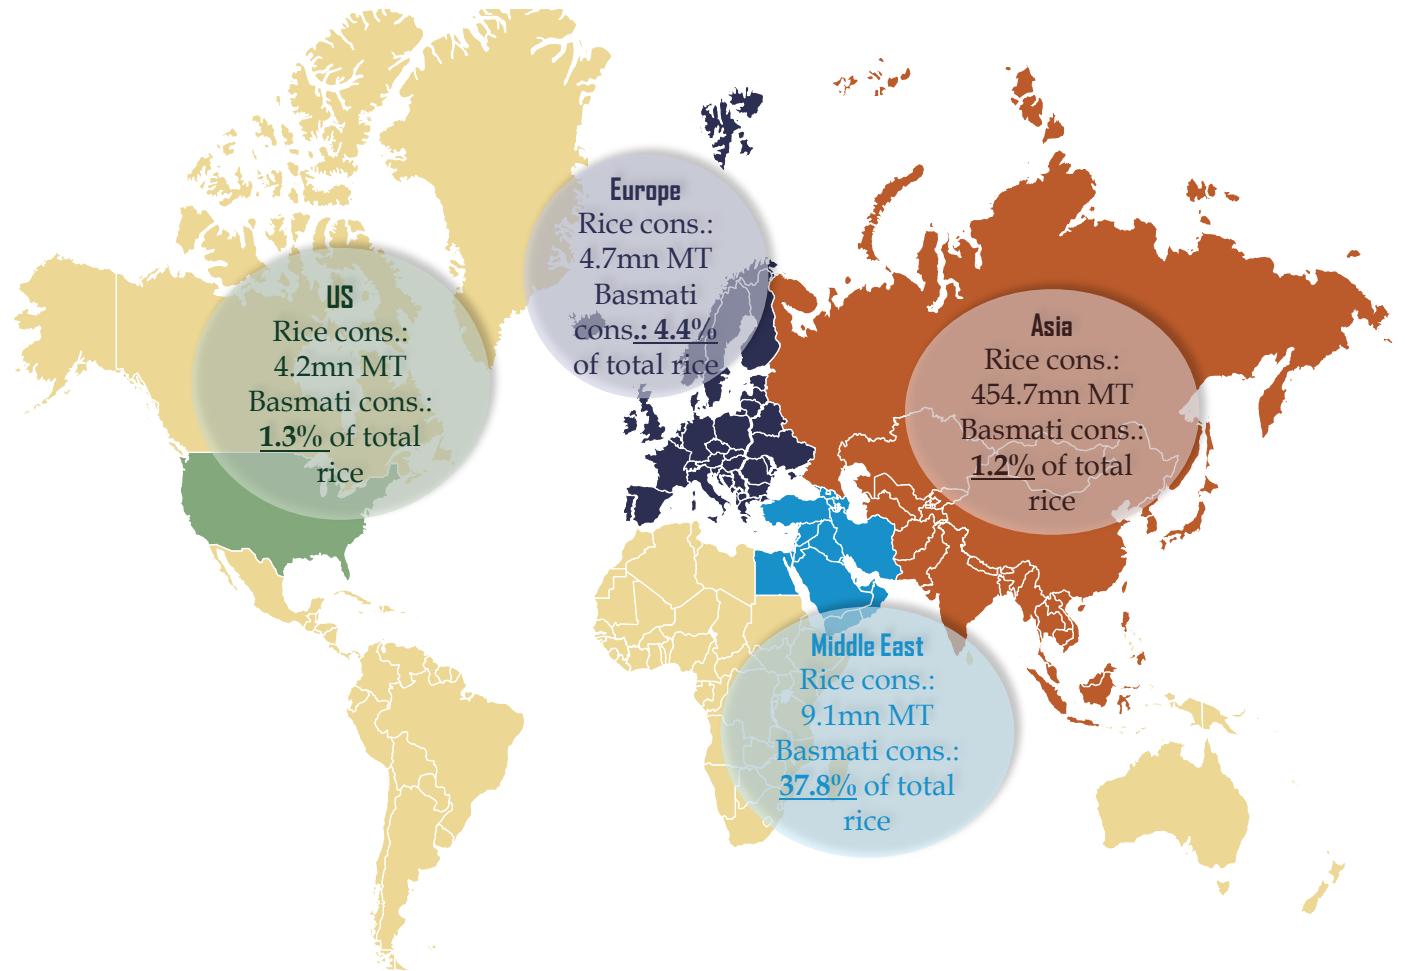 Europe
Rice cons.:
4.7mn MT
Basmati
cons.: 4.4%
of total rice
US
Rice cons.:
4.2mn MT
Basmati cons.:
1.3% of total
rice
Asia
Rice cons.:
454.7mn MT
Basmati cons.:
1.2% of total
rice
Middle East
Rice cons.:
9.1mn MT
Basmati cons.:
37.8% of total
rice